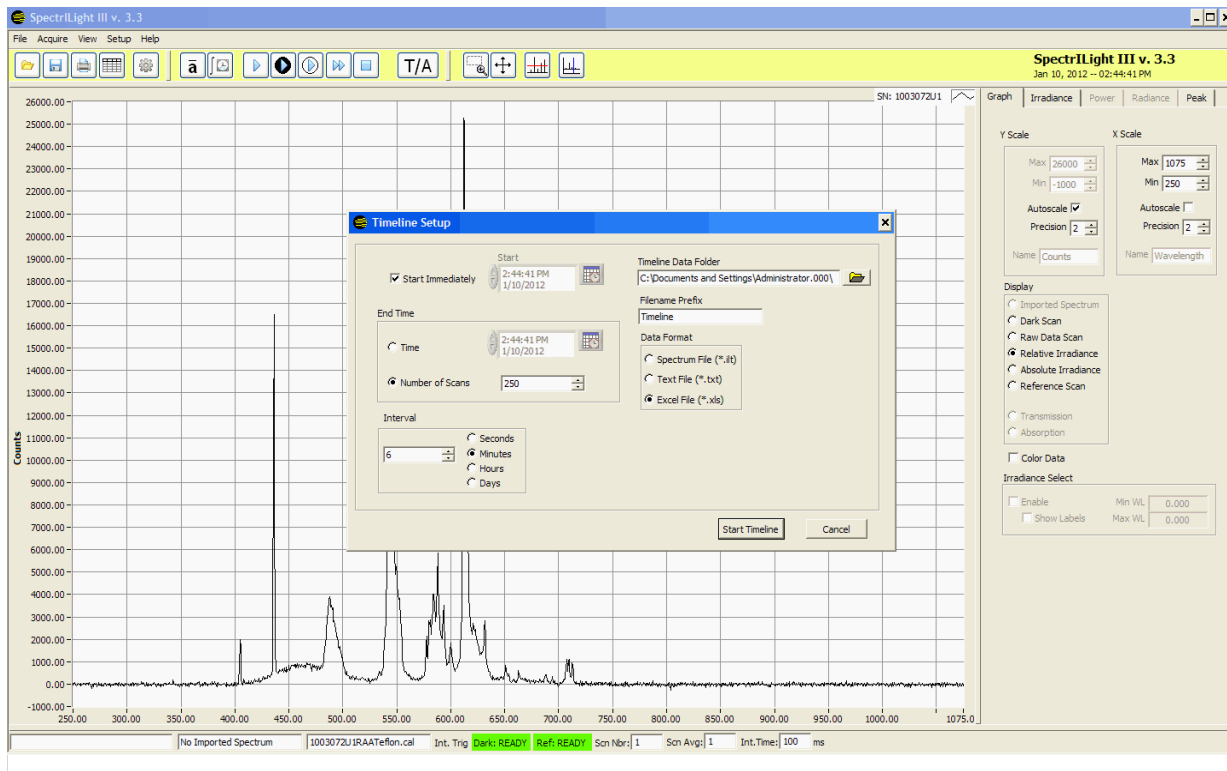 SpectrILight III v. 3.3
File Acquire View Setup Help
ā
T/A
SpectrILight III v. 3.3
Jan 10, 2012 -- 02:44:41 PM
SN: 1003072U1
26000.00
25000.00
24000.00
23000.00
22000.00
21000.00
20000.00
19000.00
18000.00
17000.00
16000.00
15000.00
14000.00
13000.00
12000.00
11000.00
10000.00
9000.00
8000.00
7000.00
6000.00
5000.00
4000.00
3000.00
2000.00
1000.00
0.00
-1000.00
Counts
250.00 300.00 350.00 400.00 450.00 500.00 550.00 600.00 650.00 700.00 750.00 800.00 850.00 900.00 950.00 1000.00 1075.0
Timeline Setup
Start
Start Immediately
2:44:41 PM
1/10/2012
End Time
Time
2:44:41 PM
1/10/2012
Number of Scans 250
Interval
6
Seconds
Minutes
Hours
Days
Timeline Data Folder
C:\Documents and Settings\Administrator.000\
Filename Prefix
Timeline
Data Format
Spectrum File (*.ilt)
Text File (*.txt)
Excel File (*.xls)
Start Timeline Cancel
Graph Irradiance Power Radiance Peak
Y Scale
Max 26000
Min -1000
Autoscale
Precision 2
Name Counts
X Scale
Max 1075
Min 250
Autoscale
Precision 2
Name Wavelength
Display
Imported Spectrum
Dark Scan
Raw Data Scan
Relative Irradiance
Absolute Irradiance
Reference Scan
Transmission
Absorption
Color Data
Irradiance Select
Enable Min WL 0.000
Show Labels Max WL 0.000
No Imported Spectrum 1003072U1RAATeflon.cal Int. Trig Dark: READY Ref: READY Scn Nbr: 1 Scn Avg: 1 Int.Time: 100 ms